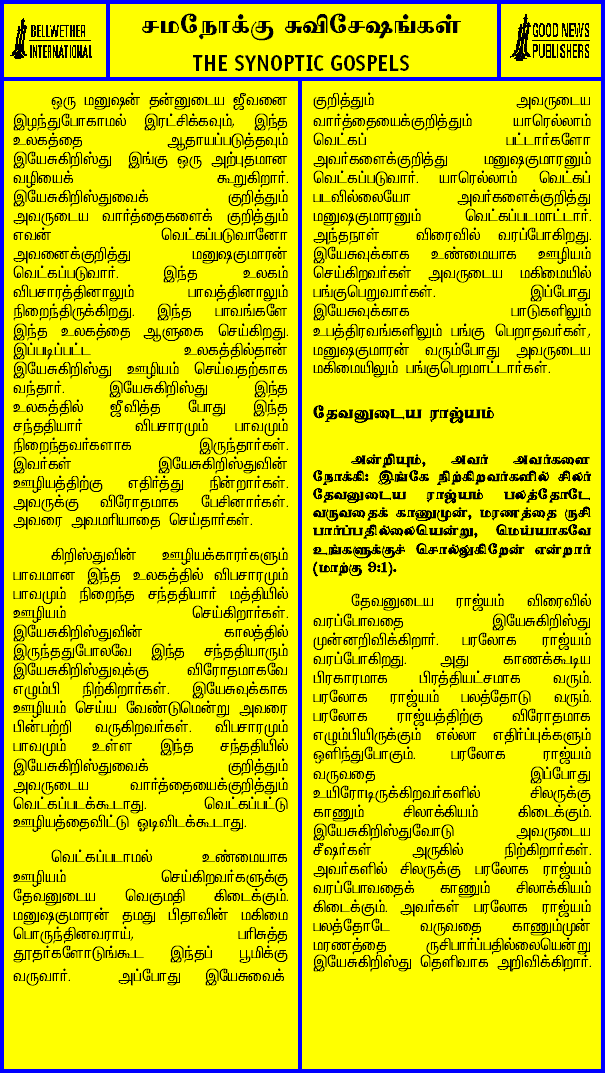 BELLWETHER
INTERNATIONAL
சமநோக்கு சுவிசேஷங்கள்
THE SYNOPTIC GOSPELS
GOOD NEWS
PUBLISHERS
ஒரு மனுஷன் தன்னுடைய ஜீவனை
இழந்துபோகாமல் இரட்சிக்கவும், இந்த
உலகத்தை ஆதாயப்படுத்தவும்
இயேசுகிறிஸ்து இங்கு ஒரு அற்புதமான
வழியைக் கூறுகிறார்.
இயேசுகிறிஸ்துவைக் குறித்தும்
அவருடைய வார்த்தைகளைக் குறித்தும்
எவன் வெட்கப்படுவானோ
அவனைக்குறித்து மனுஷகுமாரன்
வெட்கப்படுவார். இந்த உலகம்
விபசாரத்தினாலும் பாவத்தினாலும்
நிறைந்திருக்கிறது. இந்த பாவங்களே
இந்த உலகத்தை ஆளுகை செய்கிறது.
இப்படிப்பட்ட உலகத்தில்தான்
இயேசுகிறிஸ்து ஊழியம் செய்வதற்காக
வந்தார். இயேசுகிறிஸ்து இந்த
உலகத்தில் ஜீவித்த போது இந்த
சந்ததியார் விபசாரமும் பாவமும்
நிறைந்தவர்களாக இருந்தார்கள்.
இவர்கள் இயேசுகிறிஸ்துவின்
ஊழியத்திற்கு எதிர்த்து நின்றார்கள்.
அவருக்கு விரோதமாக பேசினார்கள்.
அவரை அவமரியாதை செய்தார்கள்.
கிறிஸ்துவின் ஊழியக்காரர்களும்
பாவமான இந்த உலகத்தில் விபசாரமும்
பாவமும் நிறைந்த சந்ததியார் மத்தியில்
ஊழியம் செய்கிறார்கள்.
இயேசுகிறிஸ்துவின் காலத்தில்
இருந்ததுபோலவே இந்த சந்ததியாரும்
இயேசுகிறிஸ்துவுக்கு விரோதமாகவே
எழும்பி நிற்கிறார்கள். இயேசுவுக்காக
ஊழியம் செய்ய வேண்டுமென்று அவரை
பின்பற்றி வருகிறவர்கள். விபசாரமும்
பாவமும் உள்ள இந்த சந்ததியில்
இயேசுகிறிஸ்துவைக் குறித்தும்
அவருடைய வார்த்தையைக்குறித்தும்
வெட்கப்படக்கூடாது. வெட்கப்பட்டு
ஊழியத்தைவிட்டு ஓடிவிடக்கூடாது.
வெட்கப்படாமல் உண்மையாக
ஊழியம் செய்கிறவர்களுக்கு
தேவனுடைய வெகுமதி கிடைக்கும்.
மனுஷகுமாரன் தமது பிதாவின் மகிமை
பொருந்தினவராய், பரிசுத்த
தூதர்களோடுங்கூட இந்தப் பூமிக்கு
வருவார். அப்போது இயேசுவைக்
குறித்தும் அவருடைய
வார்த்தையைக்குறித்தும் யாரெல்லாம்
வெட்கப் பட்டார்களோ
அவர்களைக்குறித்து மனுஷகுமாரனும்
வெட்கப்படுவார். யாரெல்லாம் வெட்கப்
படவில்லையோ அவர்களைக்குறித்து
மனுஷகுமாரனும் வெட்கப்படமாட்டார்.
அந்தநாள் விரைவில் வரப்போகிறது.
இயேசுவுக்காக உண்மையாக ஊழியம்
செய்கிறவர்கள் அவருடைய மகிமையில்
பங்குபெறுவார்கள். இப்போது
இயேசுவுக்காக பாடுகளிலும்
உபத்திரவங்களிலும் பங்கு பெறாதவர்கள்,
மனுஷகுமாரன் வரும்போது அவருடைய
மகிமையிலும் பங்குபெறமாட்டார்கள்.
தேவனுடைய ராஜ்யம்
அன்றியும், அவர் அவர்களை
நோக்கி: இங்கே நிற்கிறவர்களில் சிலர்
தேவனுடைய ராஜ்யம் பலத்தோடே
வருவதைக் காணுமுன், மரணத்தை ருசி
பார்ப்பதில்லையென்று, மெய்யாகவே
உங்களுக்குச் சொல்லுகிறேன் என்றார்
(மாற்கு 9:1).
தேவனுடைய ராஜ்யம் விரைவில்
வரப்போவதை இயேசுகிறிஸ்து
முன்னறிவிக்கிறார். பரலோக ராஜ்யம்
வரப்போகிறது. அது காணக்கூடிய
பிரகாரமாக பிரத்தியட்சமாக வரும்.
பரலோக ராஜ்யம் பலத்தோடு வரும்.
பரலோக ராஜ்யத்திற்கு விரோதமாக
எழும்பியிருக்கும் எல்லா எதிர்ப்புக்களும்
ஒளிந்துபோகும். பரலோக ராஜ்யம்
வருவதை இப்போது
உயிரோடிருக்கிறவர்களில் சிலருக்கு
காணும் சிலாக்கியம் கிடைக்கும்.
இயேசுகிறிஸ்துவோடு அவருடைய
சீஷர்கள் அருகில் நிற்கிறார்கள்.
அவர்களில் சிலருக்கு பரலோக ராஜ்யம்
வரப்போவதைக் காணும் சிலாக்கியம்
கிடைக்கும். அவர்கள் பரலோக ராஜ்யம்
பலத்தோடே வருவதை காணும்முன்
மரணத்தை ருசிபார்ப்பதில்லையென்று
இயேசுகிறிஸ்து தெளிவாக அறிவிக்கிறார்.